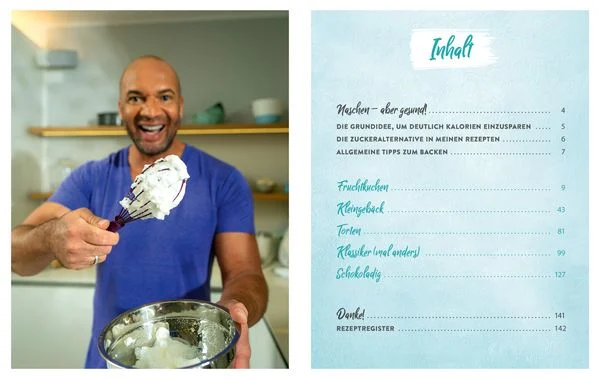 Inhalt
Naschen – aber gesund! 4
DIE GRUNDIDEE, UM DEUTLICH KALORIEN EINZUSPAREN 5
DIE ZUCKERALTERNATIVE IN MEINEN REZEPTEN 6
ALLGEMEINE TIPPS ZUM BACKEN 7
Fruchtkuchen 9
Kleingebäck 43
Torten 81
Klassiker (mal anders) 99
Schokoladig 127
Danke! 141
REZEPTREGISTER 142